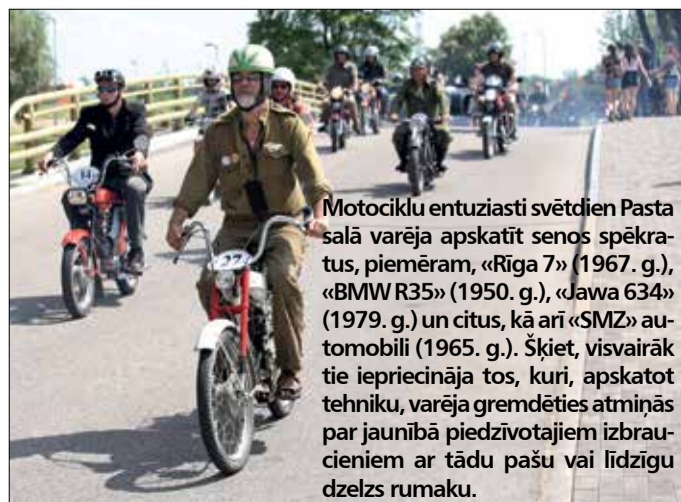 Motociklu entuziasti svētdien Pasta
salā varēja apskatīt senos spēkra-
tus, piemēram, «Rīga 7» (1967. g.),
«BMW R35» (1950. g.), «Jawa 634»
(1979. g.) un citus, kā arī «SMZ» au-
tomobili (1965. g.). Šķiet, visvairāk
tie iepriecināja tos, kuri, apskatot
tehniku, varēja gremdēties atmiņās
par jaunībā piedzīvotajiem izbrau-
cieniem ar tādu pašu vai līdzīgu
dzelzs rumaku.